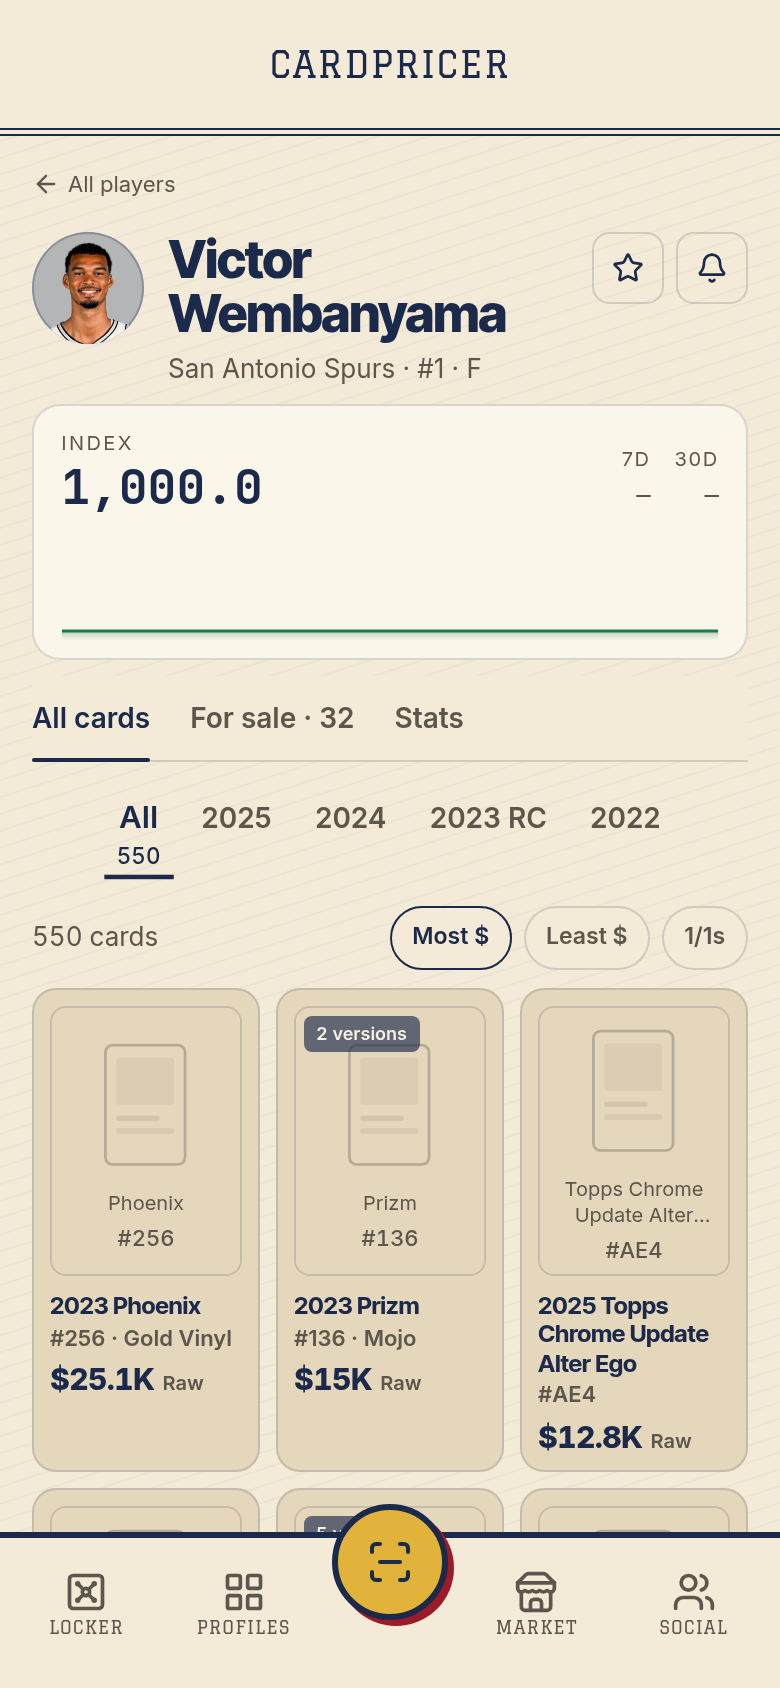 CARDPRICER
All players
Victor
Wembanyama
San Antonio Spurs · #1 · F
INDEX
7D 30D
1,000.0
– –
All cards For sale · 32 Stats
All 2025 2024 2023 RC 2022
550
550 cards Most $ Least $ 1/1s
2 versions
Phoenix
#256
Prizm
#136
Topps Chrome
Update Alter...
#AE4
2023 Phoenix
#256 · Gold Vinyl
$25.1K Raw
2023 Prizm
#136 · Mojo
$15K Raw
2025 Topps
Chrome Update
Alter Ego
#AE4
$12.8K Raw
LOCKER PROFILES MARKET SOCIAL